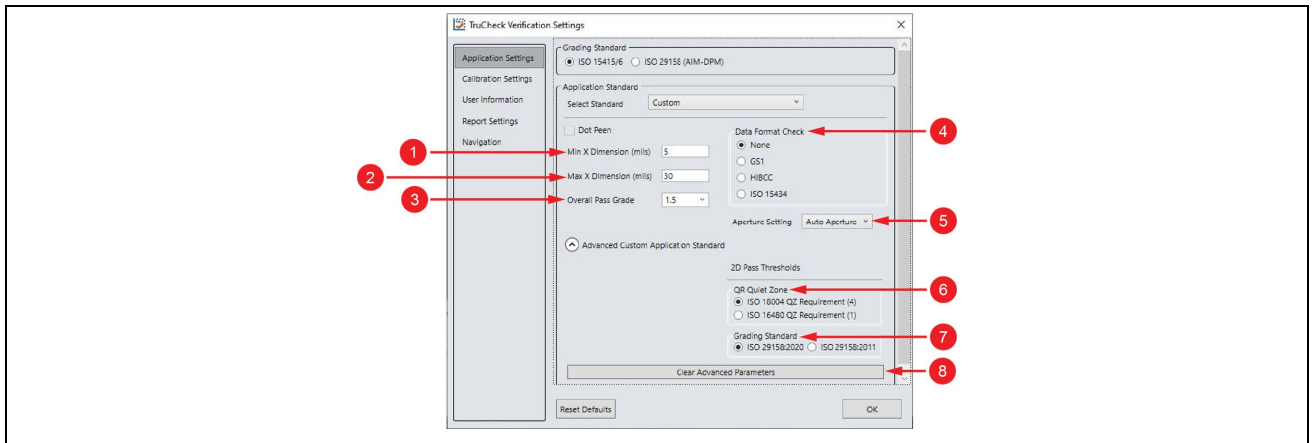 TruCheck Verification Settings
Application Settings
Calibration Settings
User Information
Report Settings
Navigation
Grading Standard
ISO 15415/6 ISO 29158 (AIM-DPM)
Application Standard
Select Standard Custom
Dot Peen
1 Min X Dimension (mils) 5
2 Max X Dimension (mils) 30
3 Overall Pass Grade 1.5
Data Format Check 4
None
GS1
HIBCC
ISO 15434
Aperture Setting Auto Aperture 5
Advanced Custom Application Standard
2D Pass Thresholds
QR Quiet Zone 6
ISO 18004 QZ Requirement (4)
ISO 16480 QZ Requirement (1)
Grading Standard 7
ISO 29158:2020 ISO 29158:2011
Clear Advanced Parameters 8
Reset Defaults OK